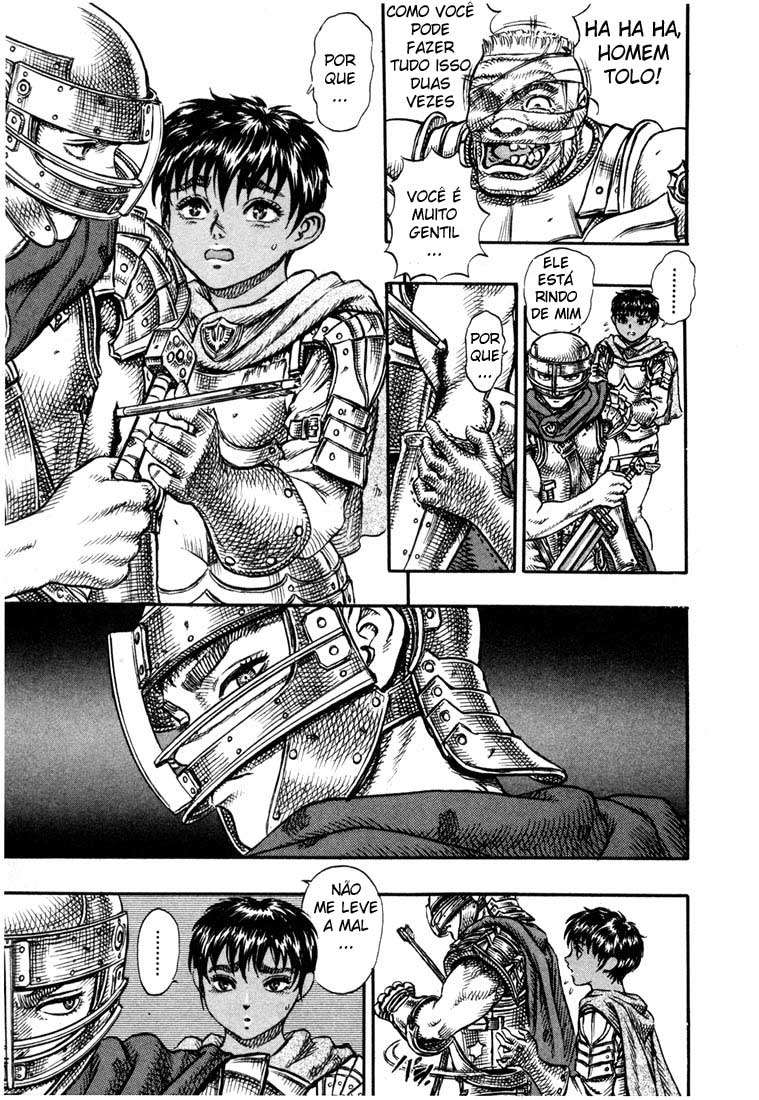 HA HA HA,
HOMEM
TOLO!
COMO VOCÊ
PODE
FAZER
TUDO ISSO
DUAS
VEZES
VOCÊ É
MUITO
GENTIL
...
POR
QUE
...
........
ELE
ESTÁ
RINDO
DE MIM
POR
QUE
...
NÃO
ME LEVE
A MAL
...
........